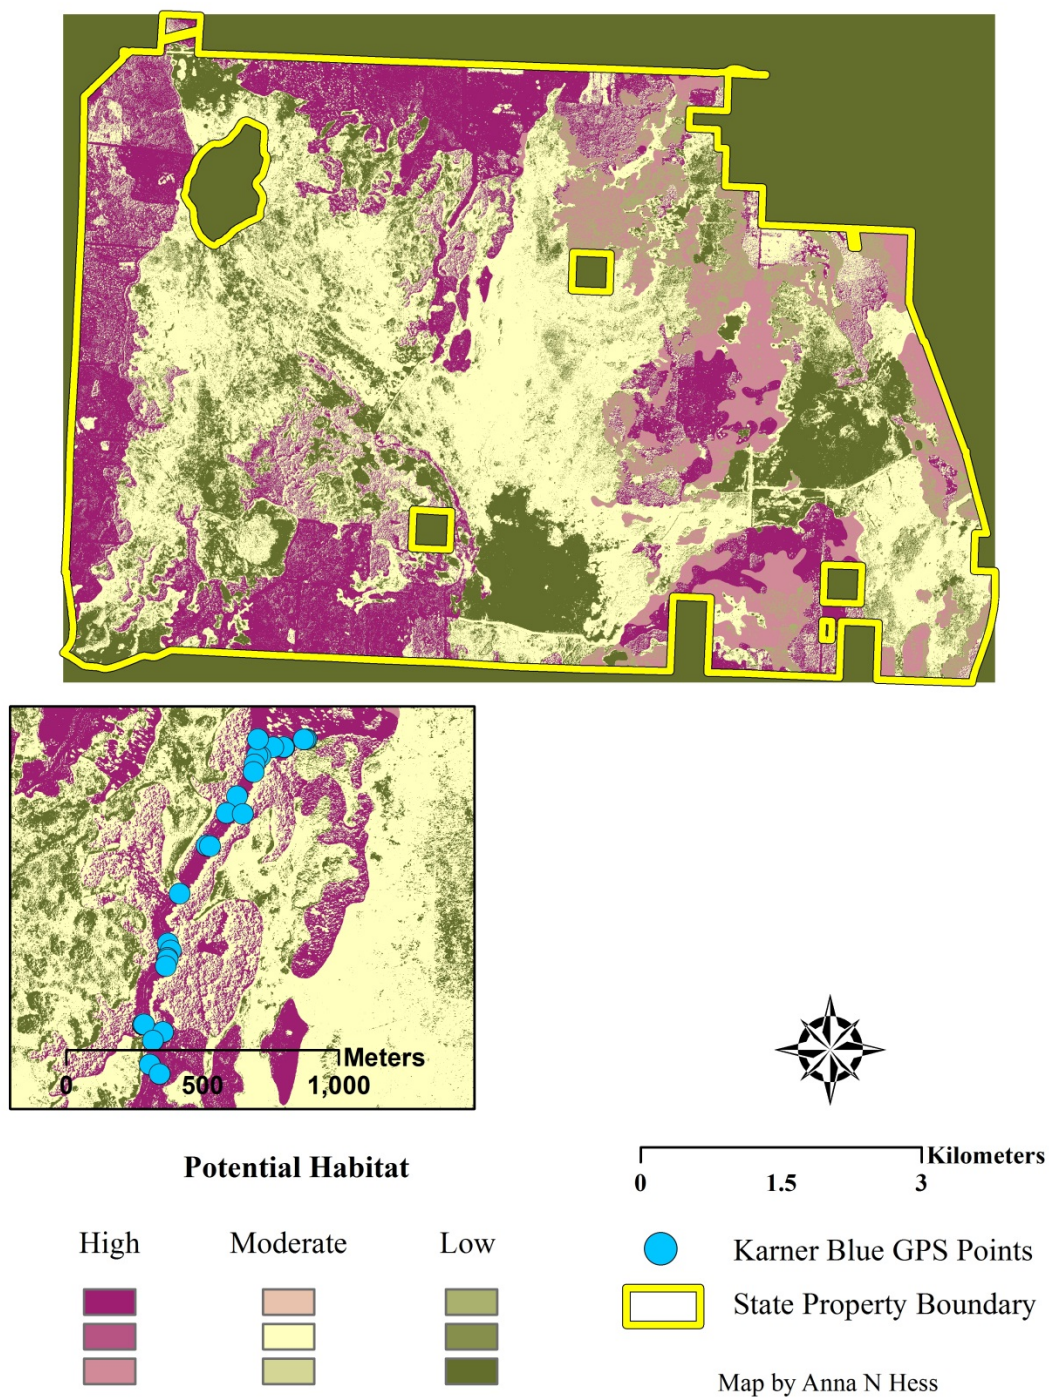 Meters
0 500 1,000
Potential Habitat
High Moderate Low
Kilometers
0 1.5 3
Karner Blue GPS Points
State Property Boundary
Map by Anna N Hess